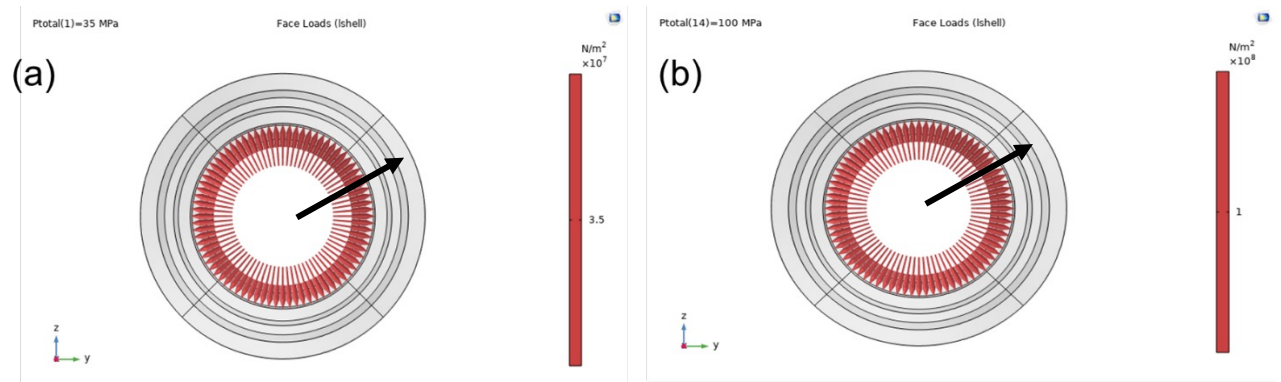 Ptotal(1)=35 MPa
Face Loads (lshell)
N/m²
×10⁷
(a)
3.5
z
y
Ptotal(14)=100 MPa
Face Loads (lshell)
N/m²
×10⁸
(b)
1
z
y